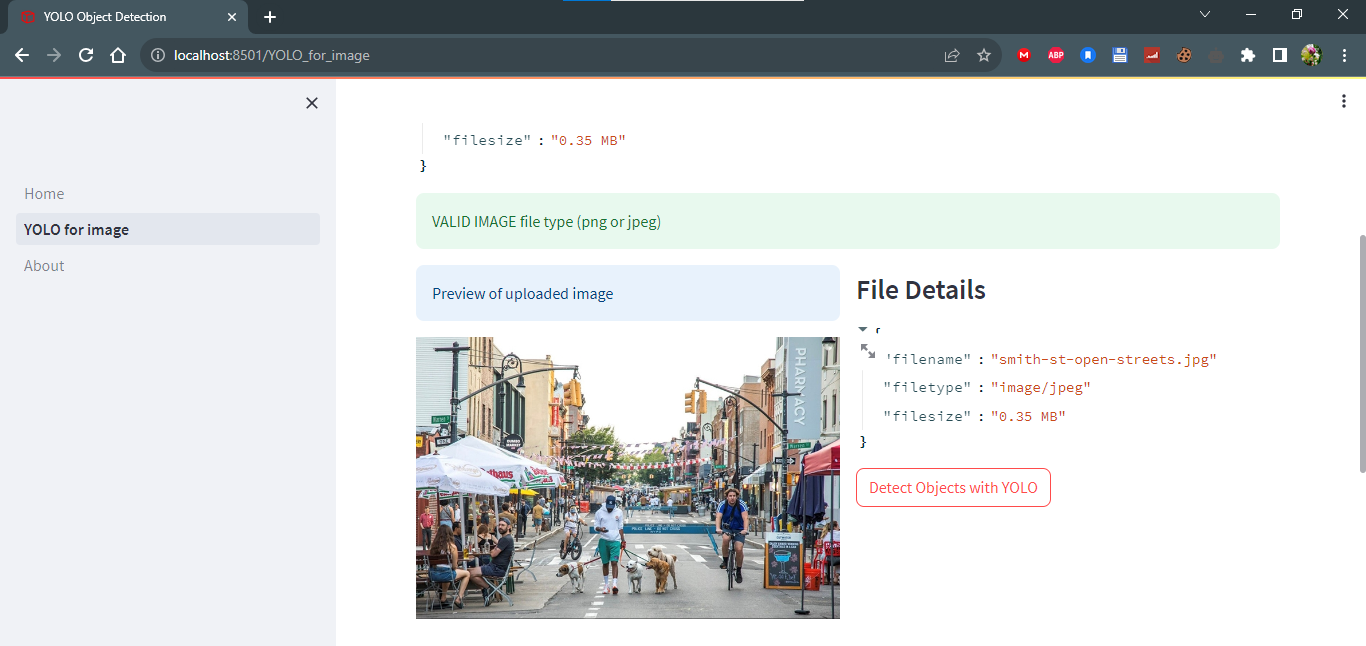 YOLO Object Detection
localhost:8501/YOLO_for_image
ABP
Home
YOLO for image
About
"filesize" : "0.35 MB"
}
VALID IMAGE file type (png or jpeg)
Preview of uploaded image
PHARMACY
File Details
{
"filename" : "smith-st-open-streets.jpg"
"filetype" : "image/jpeg"
"filesize" : "0.35 MB"
}
Detect Objects with YOLO